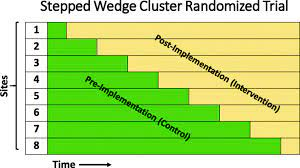 Stepped Wedge Cluster Randomized Trial
Sites
1
2
3
4
5
6
7
8
Post-Implementation (Intervention)
Pre-Implementation (Control)
Time